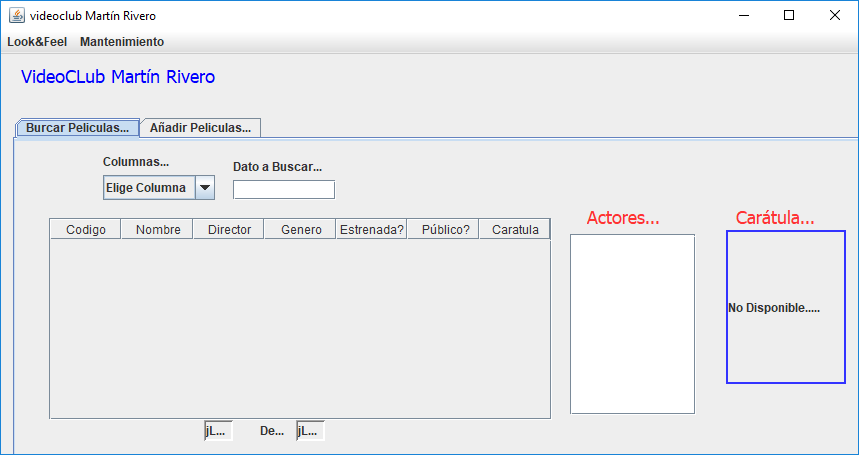 videoclub Martín Rivero
Look&Feel Mantenimiento
VideoCLub Martín Rivero
Burcar Peliculas... Añadir Peliculas...
Columnas... Dato a Buscar...
Elige Columna
Actores... Carátula...
Codigo Nombre Director Genero Estrenada? Público? Caratula
No Disponible.....
jL... De... jL...